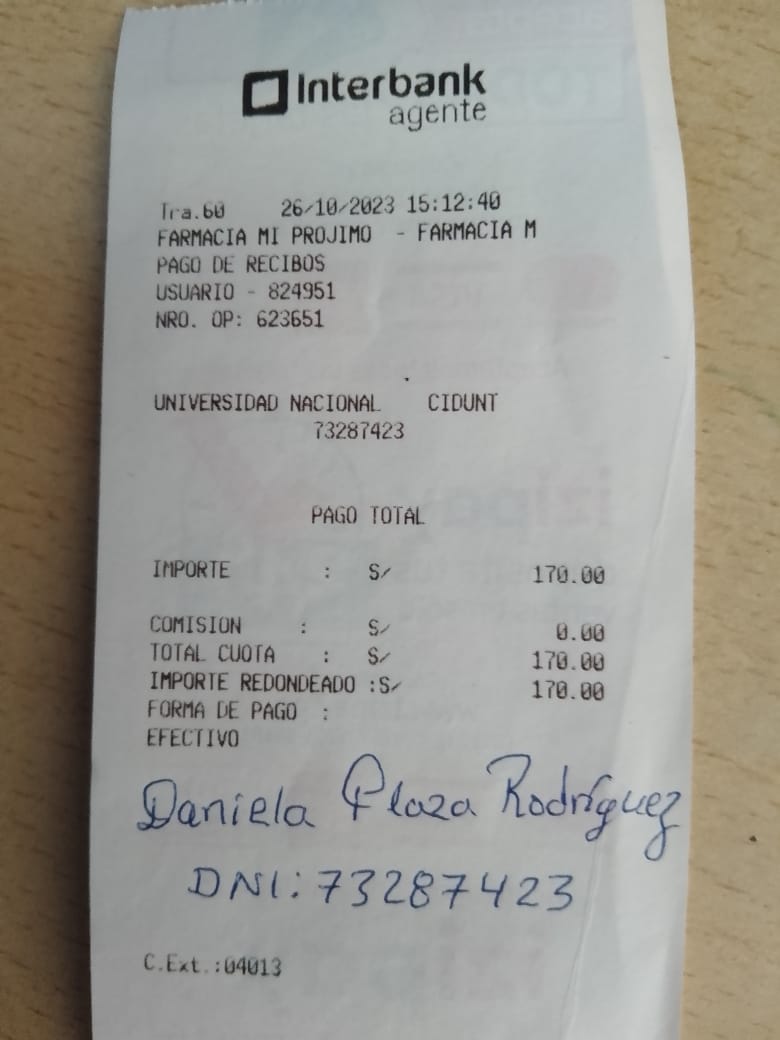 Interbank
agente
Tra.60 26/10/2023 15:12:40
FARMACIA MI PROJIMO - FARMACIA M
PAGO DE RECIBOS
USUARIO - 824951
NRO. OP: 623651
UNIVERSIDAD NACIONAL CIDUNT
73287423
PAGO TOTAL
IMPORTE : S/ 170.00
COMISION : S/ 0.00
TOTAL CUOTA : S/ 170.00
IMPORTE REDONDEADO :S/ 170.00
FORMA DE PAGO :
EFECTIVO
Daniela Plaza Rodríguez
DNI: 73287423
C.Ext.:04013